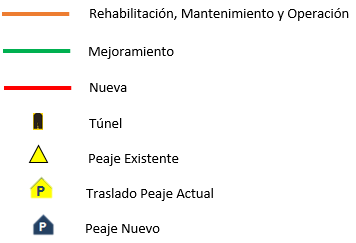 Rehabilitación, Mantenimiento y Operación
Mejoramiento
Nueva
Túnel
Peaje Existente
P Traslado Peaje Actual
P Peaje Nuevo